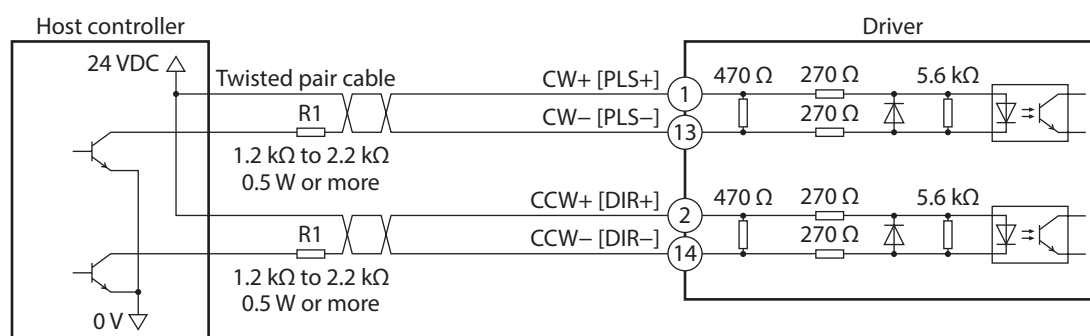 Host controller
Driver
24 VDC
Twisted pair cable
CW+ [PLS+]
1
470 Ω
270 Ω
5.6 kΩ
R1
CW− [PLS−]
13
270 Ω
1.2 kΩ to 2.2 kΩ
0.5 W or more
CCW+ [DIR+]
2
470 Ω
270 Ω
5.6 kΩ
R1
CCW− [DIR−]
14
270 Ω
1.2 kΩ to 2.2 kΩ
0.5 W or more
0 V